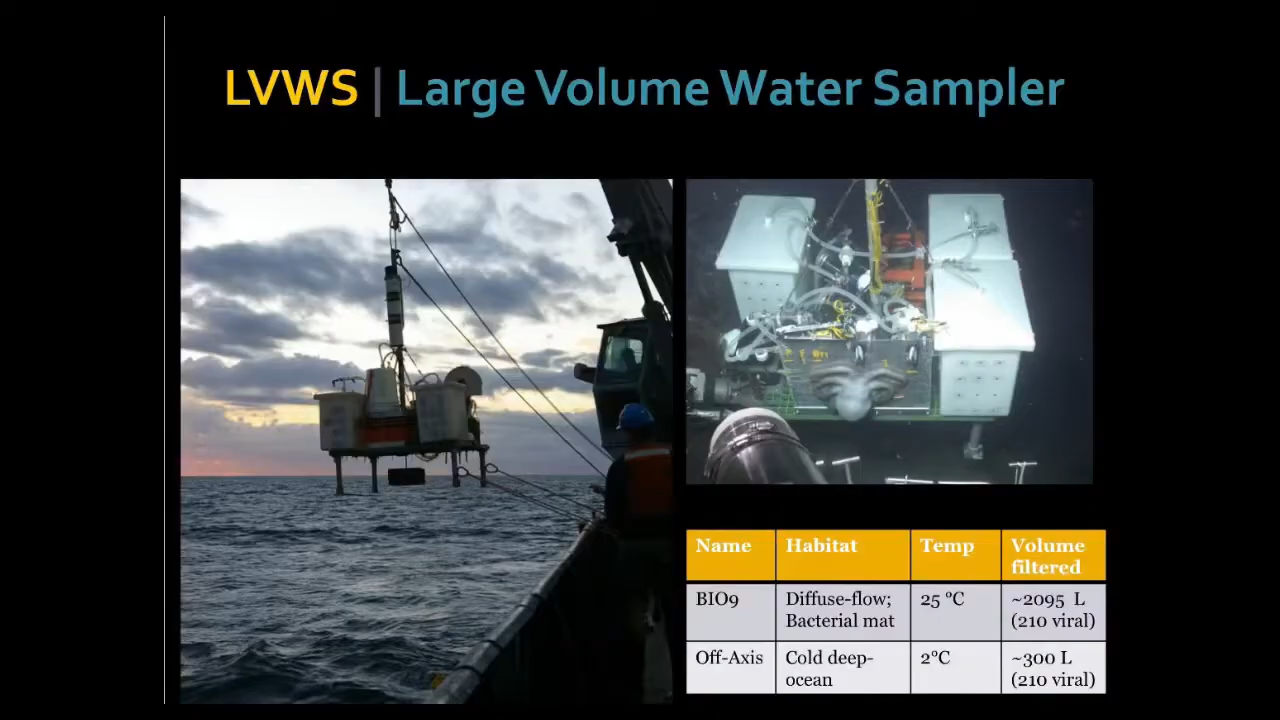 LVWS | Large Volume Water Sampler
Name Habitat Temp Volume filtered
BIO9 Diffuse-flow; Bacterial mat 25 °C ~2095 L (210 viral)
Off-Axis Cold deep-ocean 2°C ~300 L (210 viral)